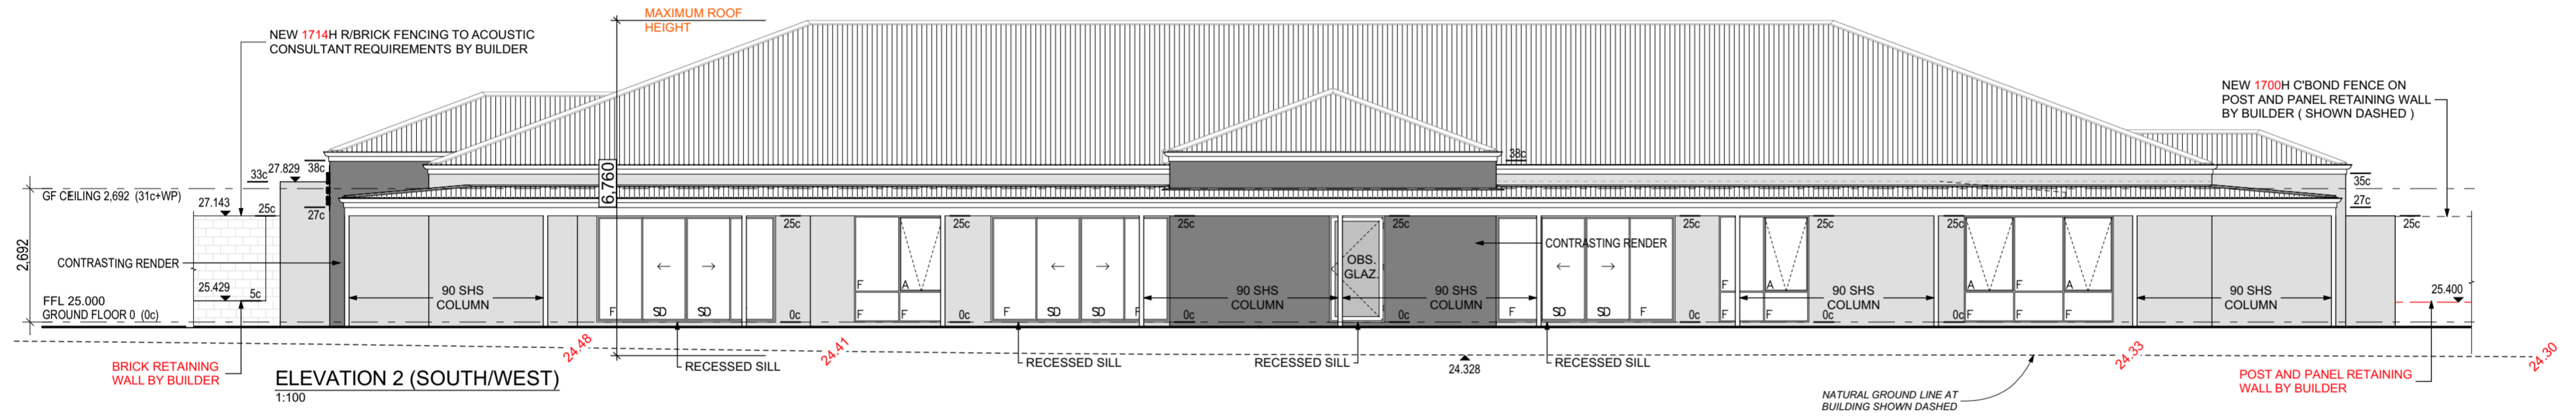 MAXIMUM ROOF
HEIGHT
NEW 1714H R/BRICK FENCING TO ACOUSTIC
CONSULTANT REQUIREMENTS BY BUILDER
NEW 1700H C'BOND FENCE ON
POST AND PANEL RETAINING WALL
BY BUILDER ( SHOWN DASHED )
6,760
38c
33c
27.829
38c
35c
GF CEILING 2,692 (31c+WP)
27.143
25c
27c
27c
25c
25c
25c
25c
25c
25c
25c
25c
2,692
CONTRASTING RENDER
CONTRASTING RENDER
OBS.
GLAZ.
25.429
5c
90 SHS
COLUMN
90 SHS
COLUMN
90 SHS
COLUMN
90 SHS
COLUMN
90 SHS
COLUMN
25.400
FFL 25.000
GROUND FLOOR 0 (0c)
F
A
F
A
A
F
A
F
SD
SD
0c
F
F
0c
F
SD
SD
F
0c
0c
F
SD
SD
F
0c
F
F
0c
0c
F
F
F
24.48
24.41
24.33
24.30
RECESSED SILL
RECESSED SILL
RECESSED SILL
RECESSED SILL
24.328
BRICK RETAINING
WALL BY BUILDER
POST AND PANEL RETAINING
WALL BY BUILDER
NATURAL GROUND LINE AT
BUILDING SHOWN DASHED
ELEVATION 2 (SOUTH/WEST)
1:100